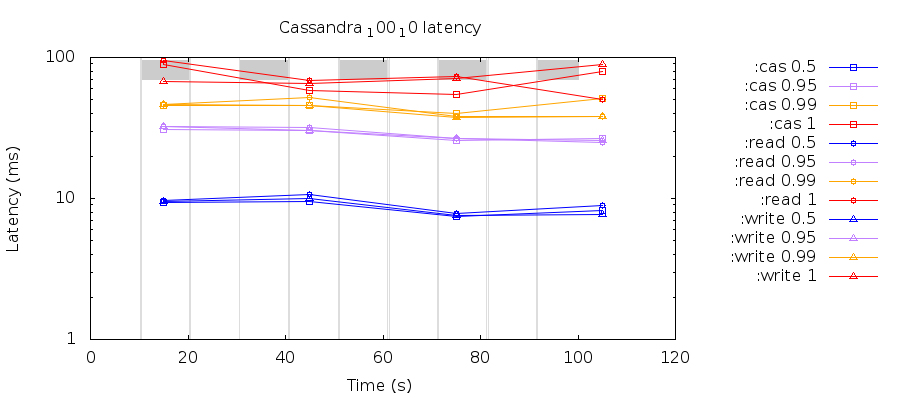 Cassandra ₁00₁0 latency
100
10
1
0 20 40 60 80 100 120
Latency (ms)
Time (s)
:cas 0.5
:cas 0.95
:cas 0.99
:cas 1
:read 0.5
:read 0.95
:read 0.99
:read 1
:write 0.5
:write 0.95
:write 0.99
:write 1